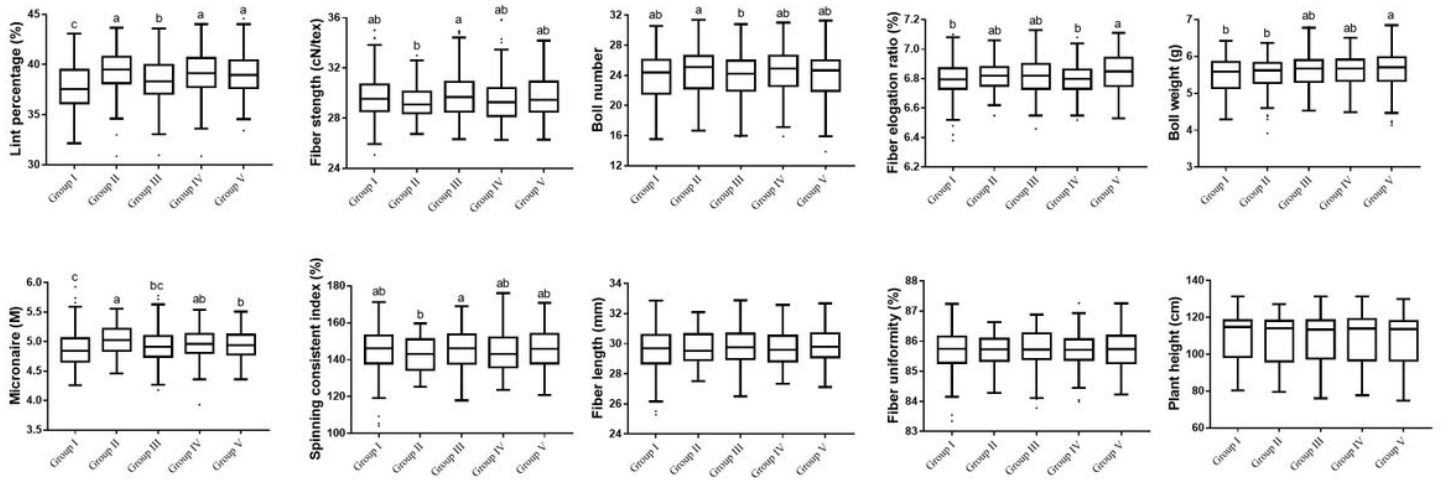 Lint percentage (%)
45
40
35
30
c
a
b
a
a
Group I
Group II
Group III
Group IV
Group V
Fiber stength (cN/tex)
36
32
28
24
ab
b
a
ab
ab
Group I
Group II
Group III
Group IV
Group V
Boll number
32
28
24
20
16
12
ab
a
b
a
ab
Group I
Group II
Group III
Group IV
Group V
Fiber elogation ratio (%)
7.2
7.0
6.8
6.6
6.4
6.2
b
ab
ab
b
a
Group I
Group II
Group III
Group IV
Group V
Boll weight (g)
7
6
5
4
3
b
b
ab
ab
a
Group I
Group II
Group III
Group IV
Group V
Micronaire (M)
6.0
5.5
5.0
4.5
4.0
3.5
c
a
bc
ab
b
Group I
Group II
Group III
Group IV
Group V
Spinning consistent index (%)
180
160
140
120
100
ab
b
a
ab
ab
Group I
Group II
Group III
Group IV
Group V
Fiber length (mm)
34
32
30
28
26
24
Group I
Group II
Group III
Group IV
Group V
Fiber uniformity (%)
88
87
86
85
84
83
Group I
Group II
Group III
Group IV
Group V
Plant height (cm)
140
120
100
80
60
Group I
Group II
Group III
Group IV
Group V